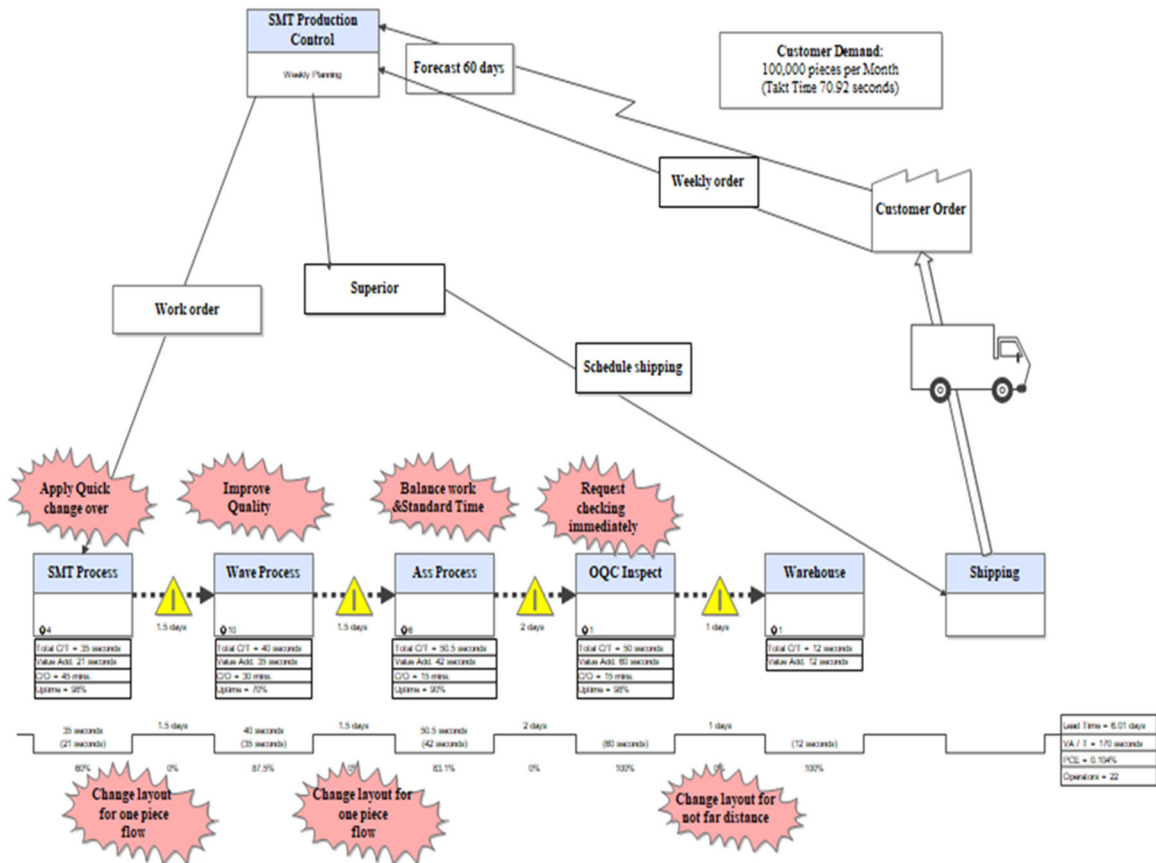 SMT Production
Control
Weekly Planning
Forecast 60 days
Customer Demand:
100,000 pieces per Month
(Takt Time 70.92 seconds)
Weekly order
Customer Order
Superior
Work order
Schedule shipping
Apply Quick
change over
Improve
Quality
Balance work
&Standard Time
Request
checking
immediately
SMT Process
Wave Process
Ass Process
OQC Inspect
Warehouse
Shipping
4
1.5 days
10
1.5 days
6
2 days
1
1 days
1
Total C/T = 35 seconds
Value Add. 21 seconds
C/O = 45 mins.
Uptime = 98%
Total C/T = 40 seconds
Value Add. 35 seconds
C/O = 30 mins.
Uptime = 70%
Total C/T = 50.5 seconds
Value Add. 42 seconds
C/O = 15 mins.
Uptime = 90%
Total C/T = 50 seconds
Value Add. 60 seconds
C/O = 15 mins.
Uptime = 98%
Total C/T = 12 seconds
Value Add. 12 seconds
35 seconds
(21 seconds)
1.5 days
40 seconds
(35 seconds)
1.5 days
50.5 seconds
(42 seconds)
2 days
(60 seconds)
1 days
(12 seconds)
60%
0%
87.5%
0%
83.1%
0%
100%
0%
100%
Lead Time = 6.01 days
VA / T = 170 seconds
PCE = 0.104%
Operators = 22
Change layout
for one piece
flow
Change layout for
one piece
flow
Change layout for
not far distance